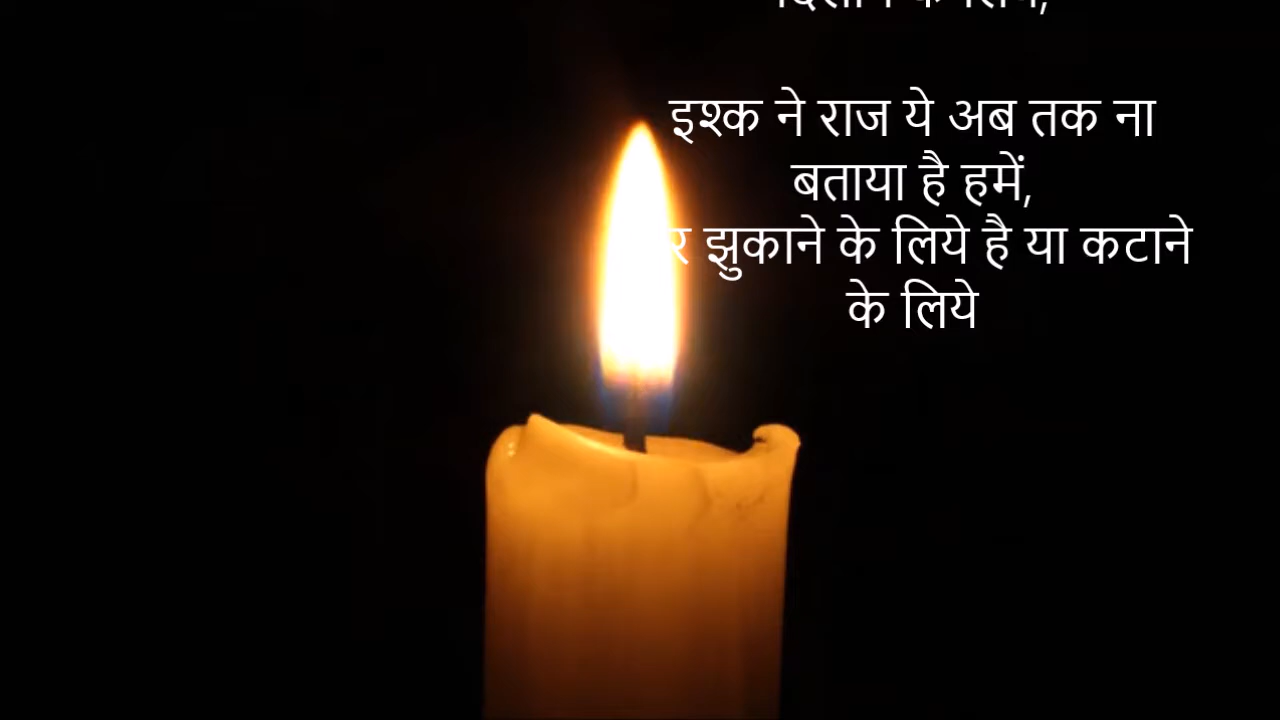 इश्क ने राज ये अब तक ना
बताया है हमें,
झुकाने के लिये है या कटाने
के लिये